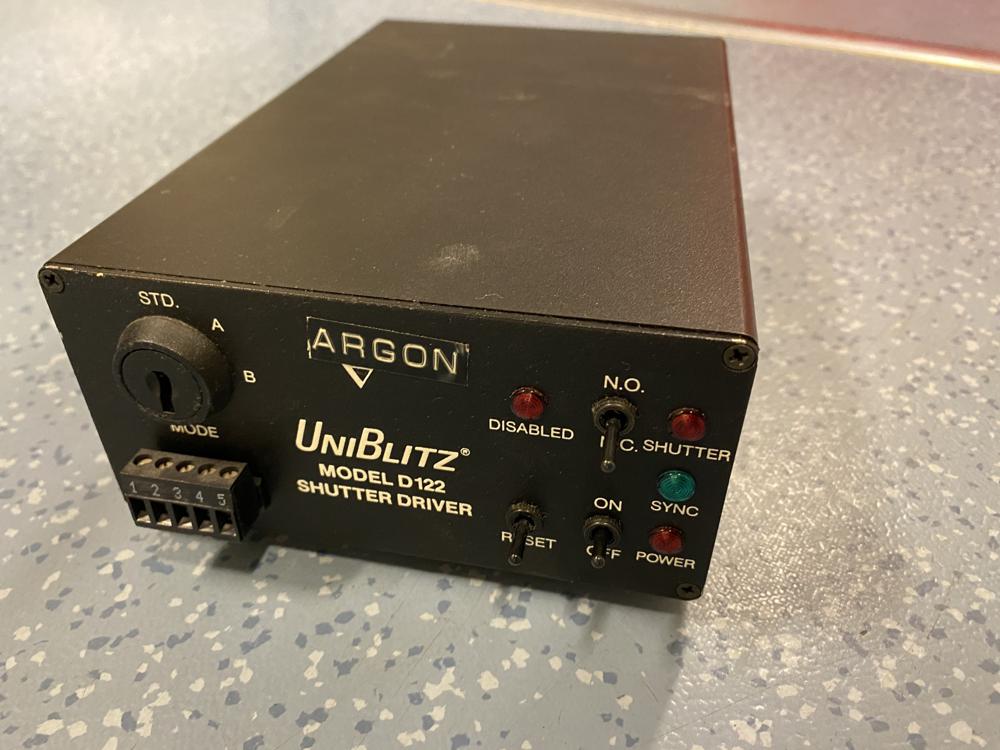 STD.
A
B
MODE
1 2 3 4 5
ARGON
UNIBLITZ®
MODEL D122
SHUTTER DRIVER
DISABLED
N.O.
N.C.
SHUTTER
SYNC
RESET
ON
OFF
POWER